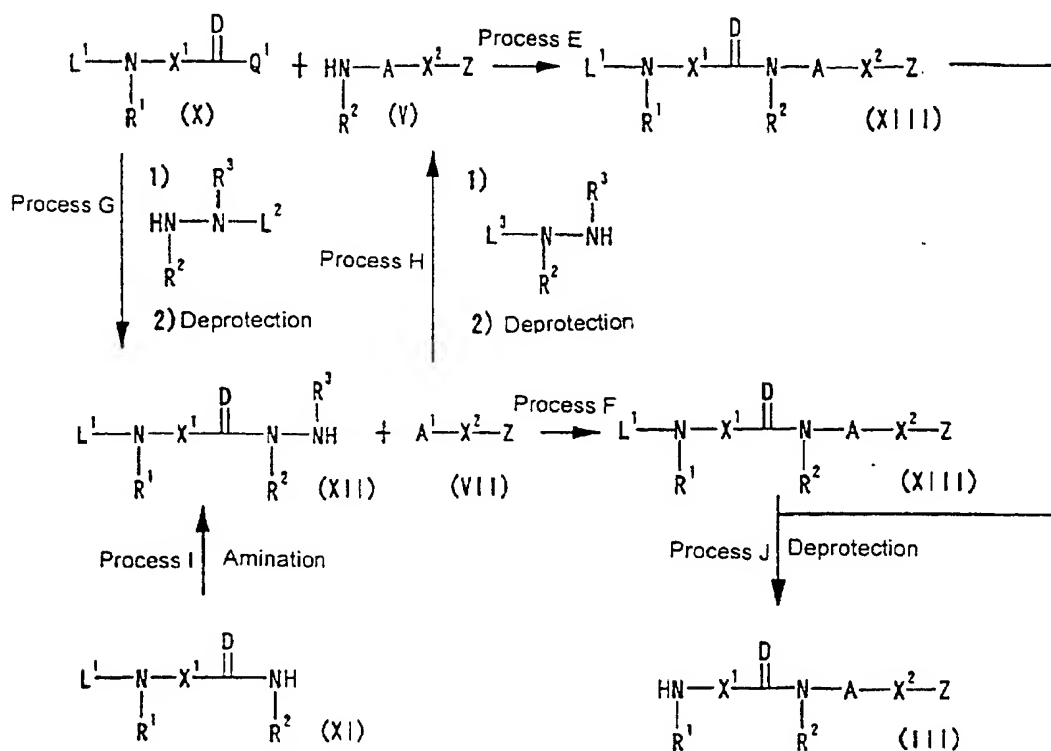 L¹—N—X¹—C(=D)—Q¹ + HN—A—X²—Z Process E L¹—N—X¹—C(=D)—N—A—X²—Z
R¹ (X) R² (V) R¹ R² (XIII)
Process G 1) HN—N—L² R³ R² 2) Deprotection
Process H 1) L³—N—NH R³ R² 2) Deprotection
L¹—N—X¹—C(=D)—N—NH R³ + A¹—X²—Z Process F L¹—N—X¹—C(=D)—N—A—X²—Z
R¹ R² (XII) (VII) R¹ R² (XIII)
Process I Amination Process J Deprotection
L¹—N—X¹—C(=D)—NH HN—X¹—C(=D)—N—A—X²—Z
R¹ R² (XI) R¹ R² (III)